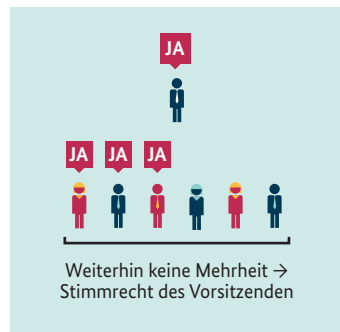 JA
JA JA JA
Weiterhin keine Mehrheit →
Stimmrecht des Vorsitzenden